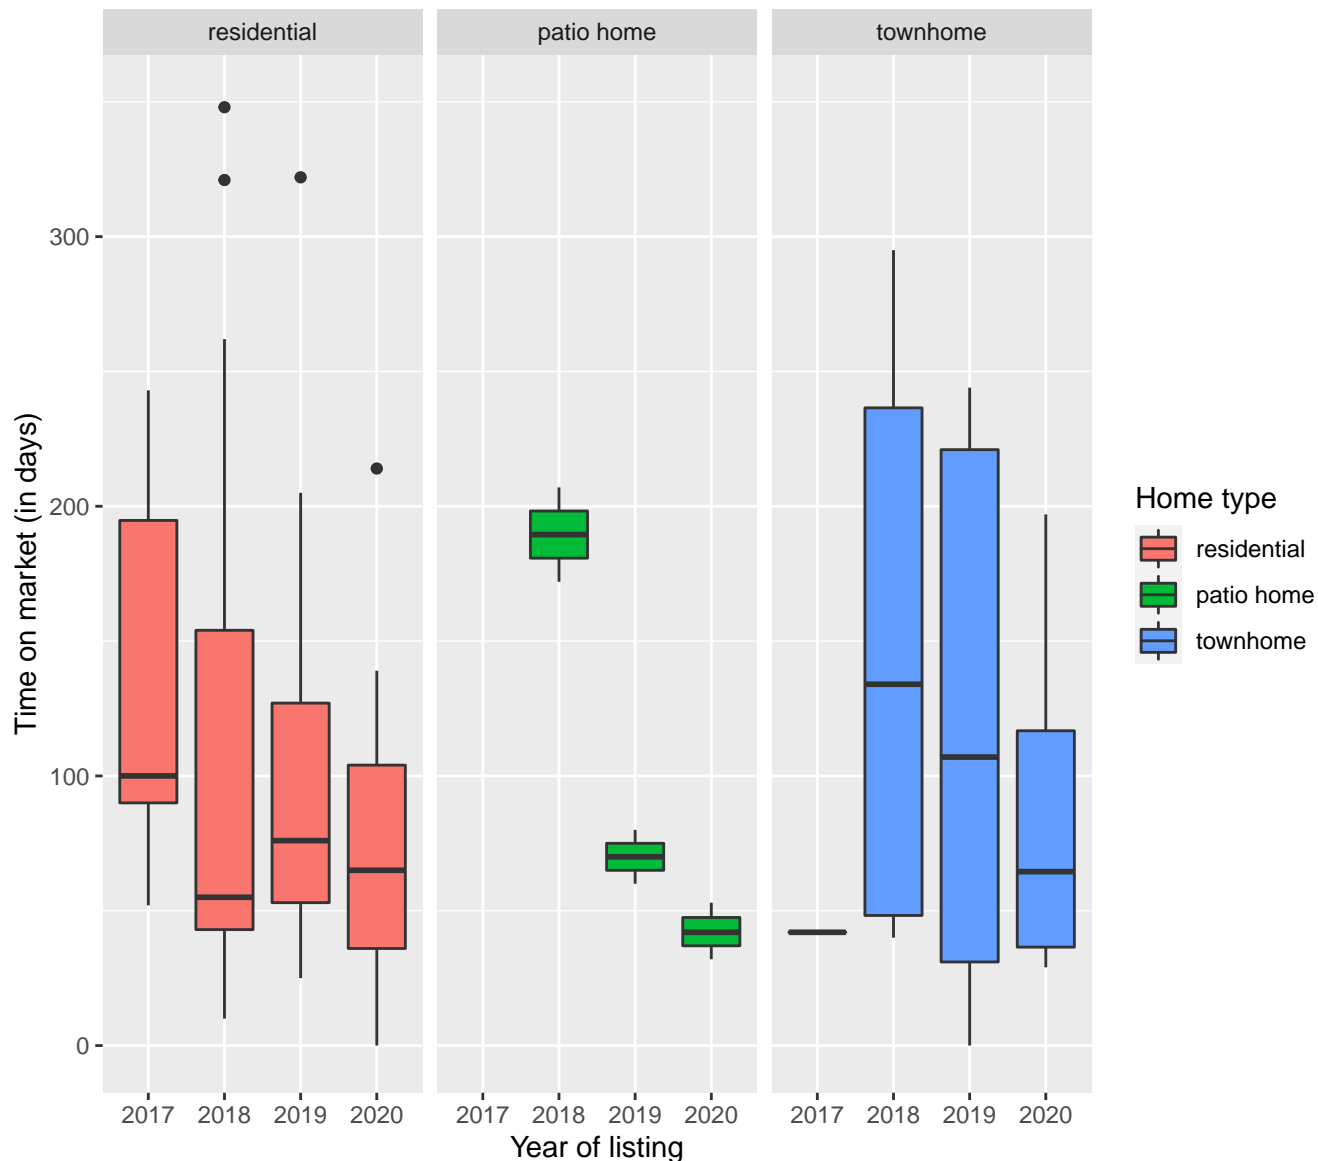 residential patio home townhome
300
200
100
0
Time on market (in days)
2017 2018 2019 2020 2017 2018 2019 2020 2017 2018 2019 2020
Year of listing
Home type
residential
patio home
townhome